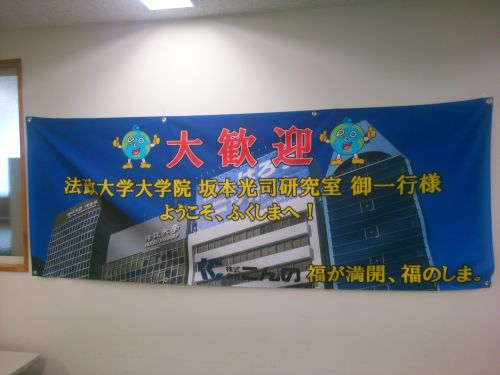 大歓迎
法政大学大学院 坂本光司研究室 御一行様
ようこそ、ふくしまへ！
株式 こんの 福が満開、福のしま。